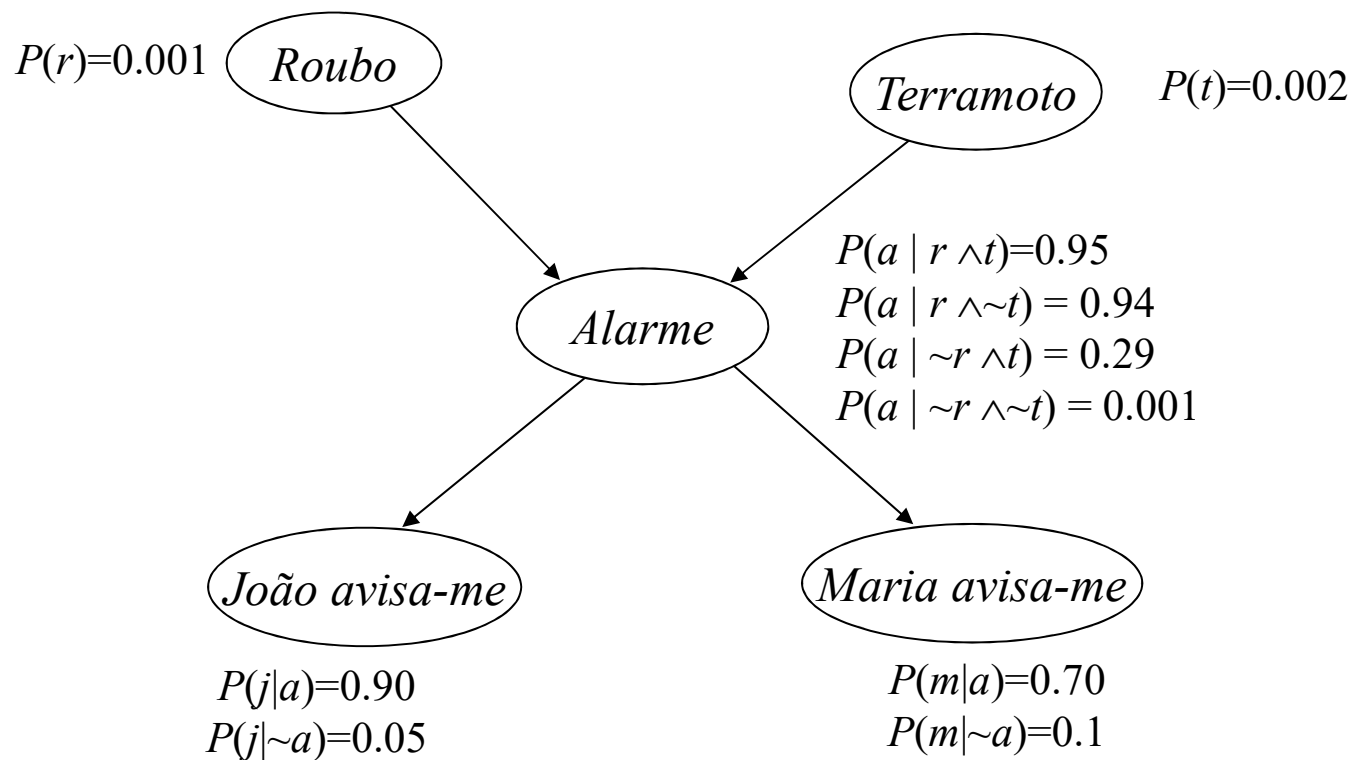 P(r)=0.001
Roubo
Terramoto
P(t)=0.002
Alarme
P(a | r ∧t)=0.95
P(a | r ∧~t) = 0.94
P(a | ~r ∧t) = 0.29
P(a | ~r ∧~t) = 0.001
João avisa-me
Maria avisa-me
P(j|a)=0.90
P(j|~a)=0.05
P(m|a)=0.70
P(m|~a)=0.1